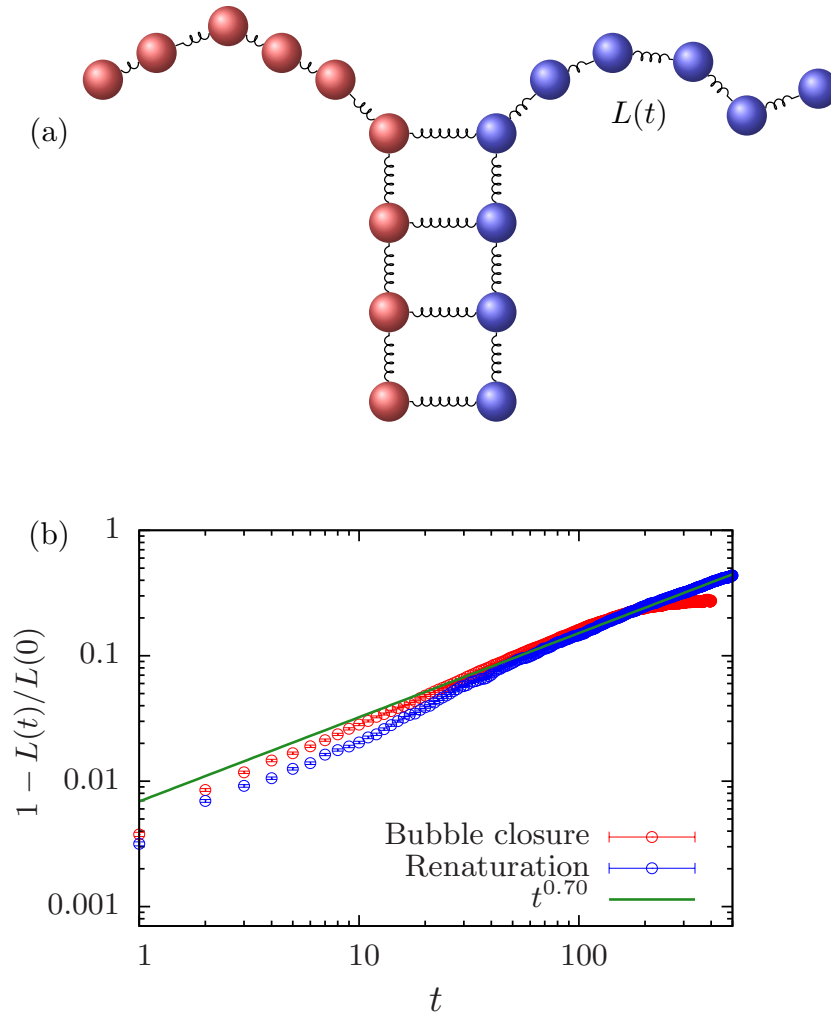 (a)
L(t)
(b)
1 − L(t)/L(0)
1
0.1
0.01
0.001
Bubble closure
Renaturation
t^0.70
1 10 100
t